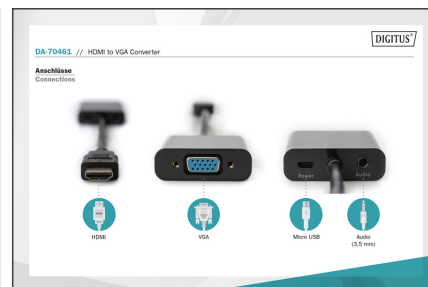 DIGITUS®
DA-70461 // HDMI to VGA Converter
Anschlüsse
Connections
Power
Audio
HDMI
VGA
Micro USB
Audio
(3,5 mm)